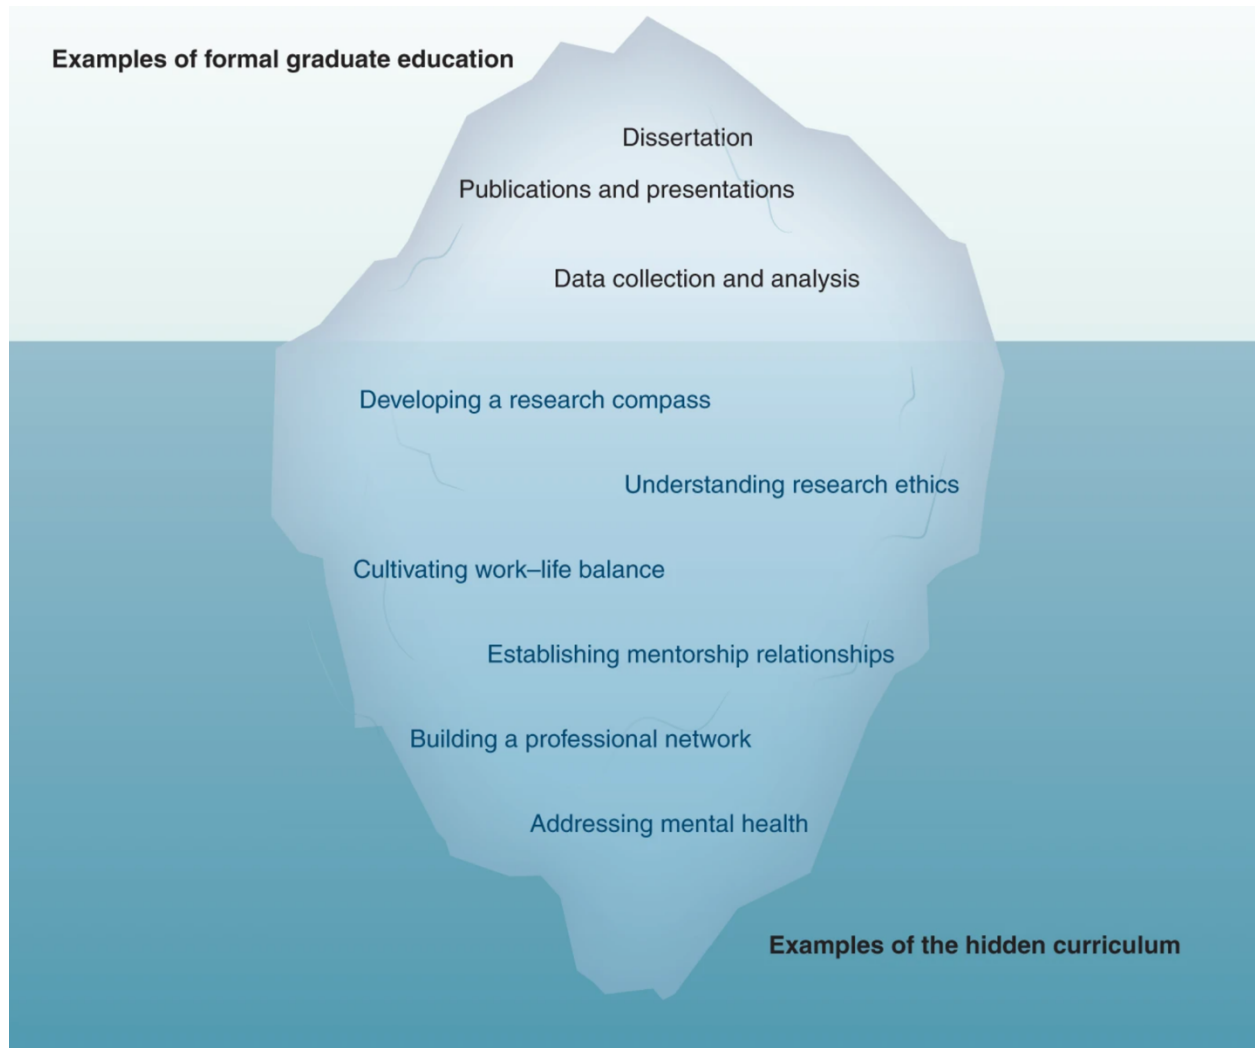 Examples of formal graduate education
Dissertation
Publications and presentations
Data collection and analysis
Developing a research compass
Understanding research ethics
Cultivating work–life balance
Establishing mentorship relationships
Building a professional network
Addressing mental health
Examples of the hidden curriculum